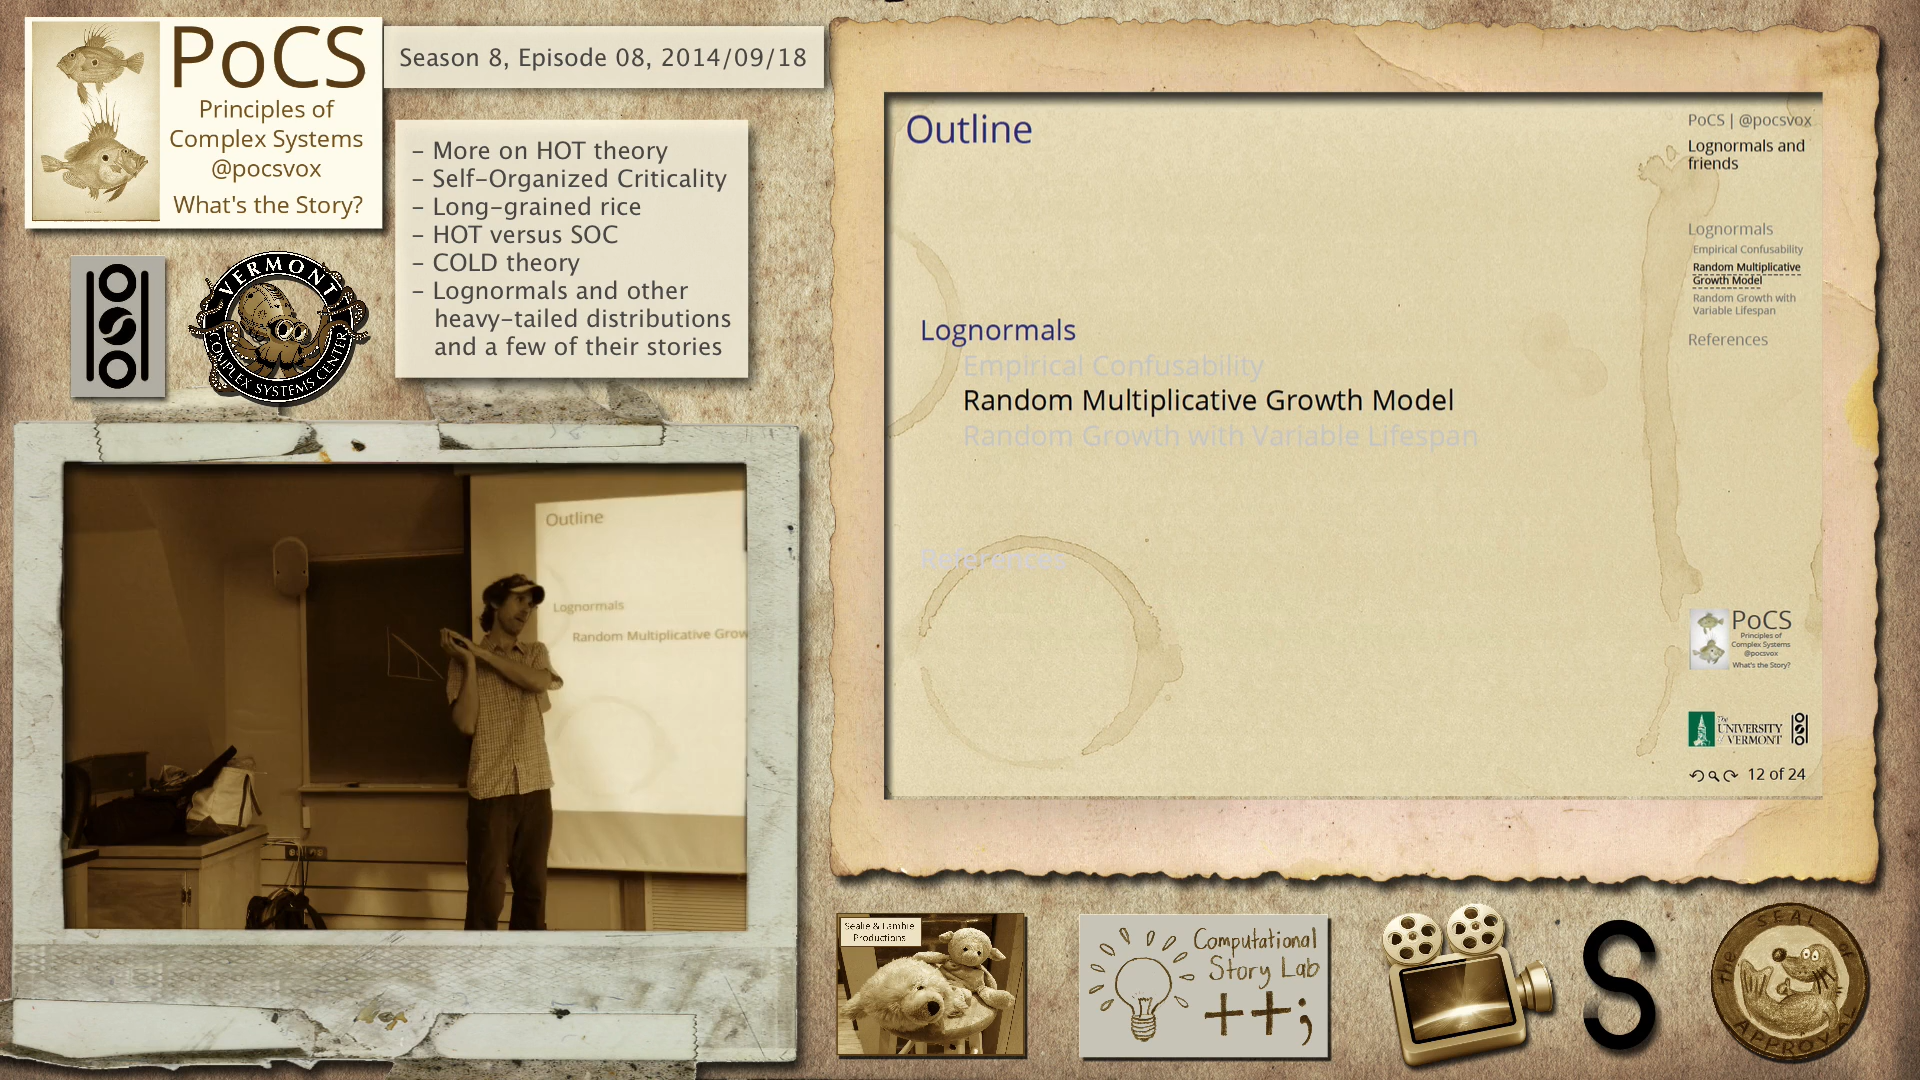 PoCS
Principles of
Complex Systems
@pocsvox
What's the Story?
Season 8, Episode 08, 2014/09/18
– More on HOT theory
– Self-Organized Criticality
– Long-grained rice
– HOT versus SOC
– COLD theory
– Lognormals and other
heavy-tailed distributions
and a few of their stories
VERMONT
COMPLEX SYSTEMS CENTER
Outline
Lognormals
Random Multiplicative Grow
Outline
Lognormals
Empirical Confusability
Random Multiplicative Growth Model
Random Growth with Variable Lifespan
References
PoCS | @pocsvox
Lognormals and
friends
Lognormals
Empirical Confusability
Random Multiplicative
Growth Model
Random Growth with
Variable Lifespan
References
PoCS
Principles of
Complex Systems
@pocsvox
What's the Story?
The
UNIVERSITY
of VERMONT
12 of 24
Sealie & Lambie
Productions
Computational
Story Lab
++;
S
the SEAL OF
APPROVAL